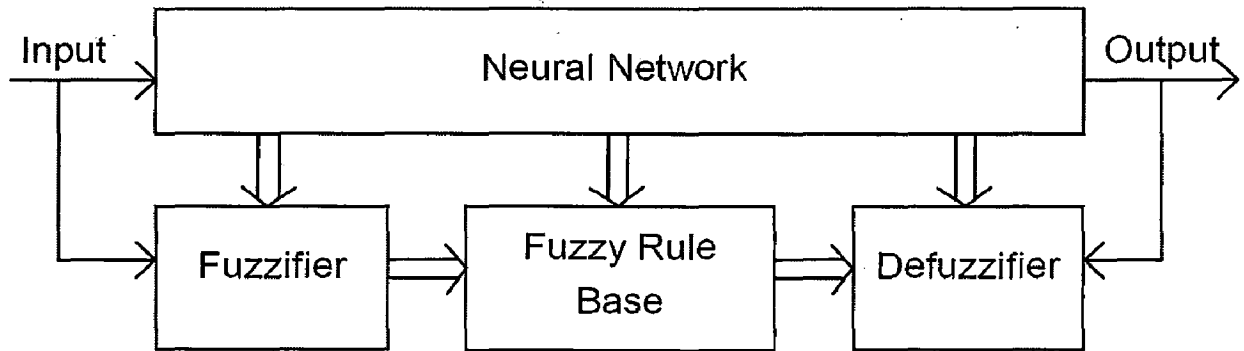 Input
Neural Network
Output
Fuzzifier
Fuzzy Rule
Base
Defuzzifier